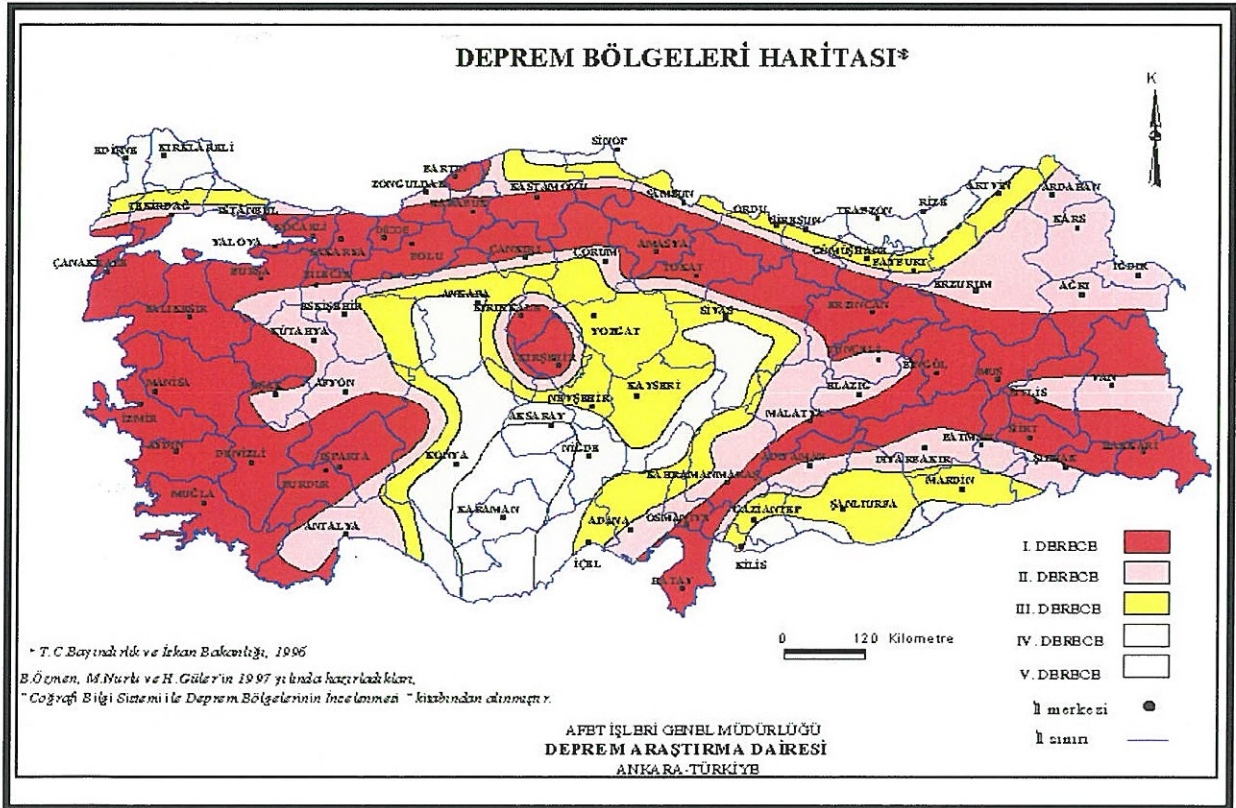 DEPREM BÖLGELERİ HARİTASI*
K
EDİRNE
KIRKLARELİ
TEKİRDAĞ
İSTANBUL
KOCAELİ
YALOVA
SAKARYA
ÇANAKKALE
BURSA
BİLECİK
BALIKESİR
ESKİŞEHİR
KÜTAHYA
MANİSA
UŞAK
AFYON
İZMİR
AYDIN
DENİZLİ
ISPARTA
BURDUR
MUĞLA
ANTALYA
BARTIN
ZONGULDAK
KARABÜK
KASTAMONU
SİNOP
SAMSUN
BOLU
ÇANKIRI
ÇORUM
AMASYA
TOKAT
ANKARA
KIRIKKALE
YOZGAT
SİVAS
KIRŞEHİR
NEVŞEHİR
KAYSERİ
AKSARAY
NİĞDE
KONYA
KARAMAN
ADANA
İÇEL
OSMANİYE
HATAY
KAHRAMANMARAŞ
GAZİANTEP
KİLİS
ORDU
GİRESUN
TRABZON
RİZE
ARTVİN
ARDAHAN
KARS
GÜMÜŞHANE
BAYBURT
ERZURUM
IĞDIR
AĞRI
ERZİNCAN
TUNCELİ
BİNGÖL
MUŞ
BİTLİS
VAN
ELAZIĞ
MALATYA
ADIYAMAN
DİYARBAKIR
BATMAN
SİİRT
ŞIRNAK
HAKKARİ
MARDİN
ŞANLIURFA
I. DERECE
II. DERECE
III. DERECE
IV. DERECE
V. DERECE
İl merkezi
İl sınırı
0 120 Kilometre
* T.C.Bayındırlık ve İskan Bakanlığı, 1996
B.Özmen, M.Nurlu ve H.Güler'in 1997 yılında hazırladıkları,
"Coğrafi Bilgi Sistemi ile Deprem Bölgelerinin İncelenmesi " kitabından alınmıştır.
AFET İŞLERİ GENEL MÜDÜRLÜĞÜ
DEPREM ARAŞTIRMA DAİRESİ
ANKARA-TÜRKİYE